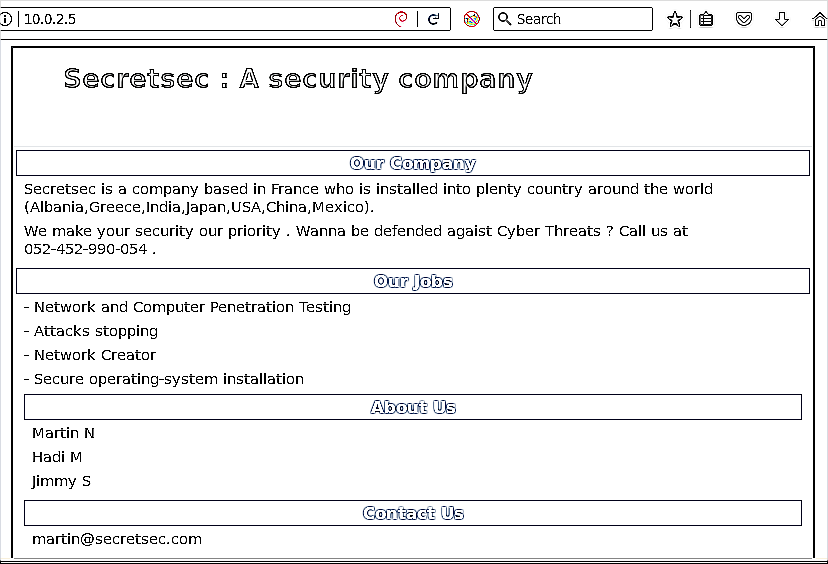 10.0.2.5
Search
Secretsec : A security company
Our Company
Secretsec is a company based in France who is installed into plenty country around the world
(Albania,Greece,India,Japan,USA,China,Mexico).
We make your security our priority . Wanna be defended agaist Cyber Threats ? Call us at
052-452-990-054 .
Our Jobs
- Network and Computer Penetration Testing
- Attacks stopping
- Network Creator
- Secure operating-system installation
About Us
Martin N
Hadi M
Jimmy S
Contact Us
martin@secretsec.com